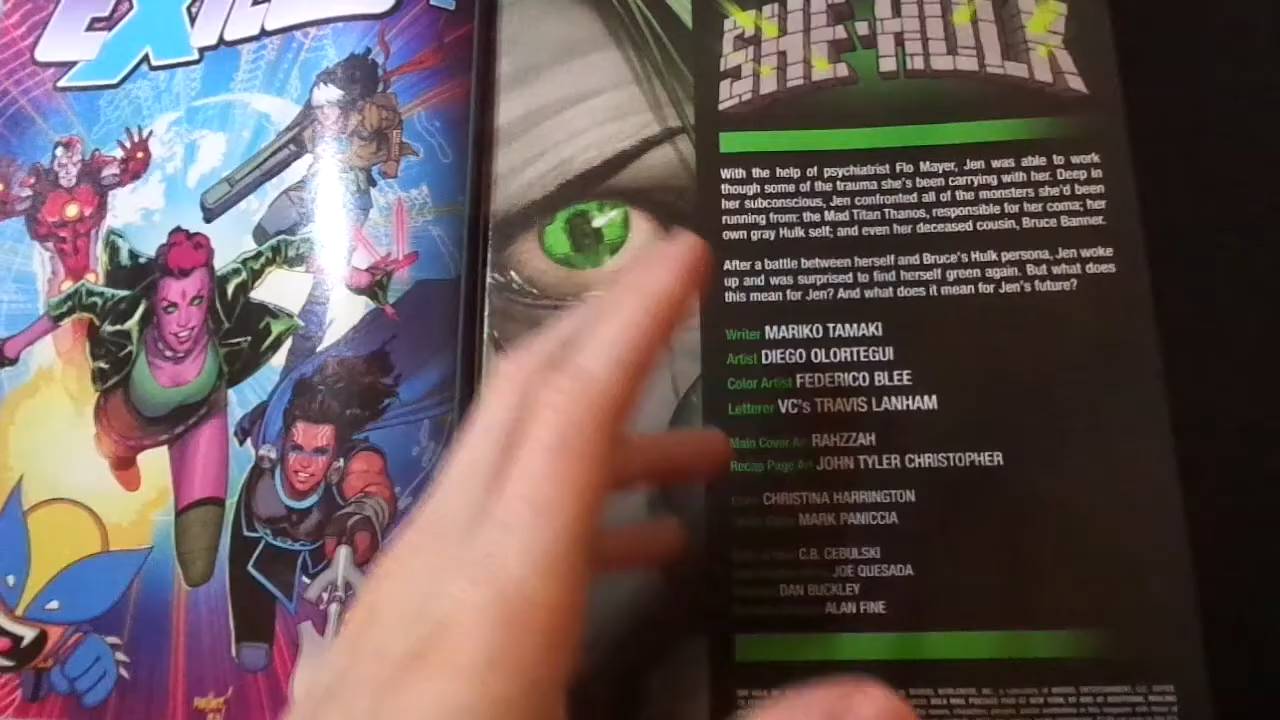 EXILES
SHE-HULK
With the help of psychiatrist Flo Mayer, Jen was able to work
though some of the trauma she's been carrying with her. Deep in
her subconscious, Jen confronted all of the monsters she'd been
running from: the Mad Titan Thanos, responsible for her coma; her
own gray Hulk self; and even her deceased cousin, Bruce Banner.
After a battle between herself and Bruce's Hulk persona, Jen woke
up and was surprised to find herself green again. But what does
this mean for Jen? And what does it mean for Jen's future?
Writer MARIKO TAMAKI
Artist DIEGO OLORTEGUI
Color Artist FEDERICO BLEE
Letterer VC's TRAVIS LANHAM
Main Cover Art RAHZZAH
Recap Page Art JOHN TYLER CHRISTOPHER
CHRISTINA HARRINGTON
MARK PANICCIA
C.B. CEBULSKI
JOE QUESADA
DAN BUCKLEY
ALAN FINE